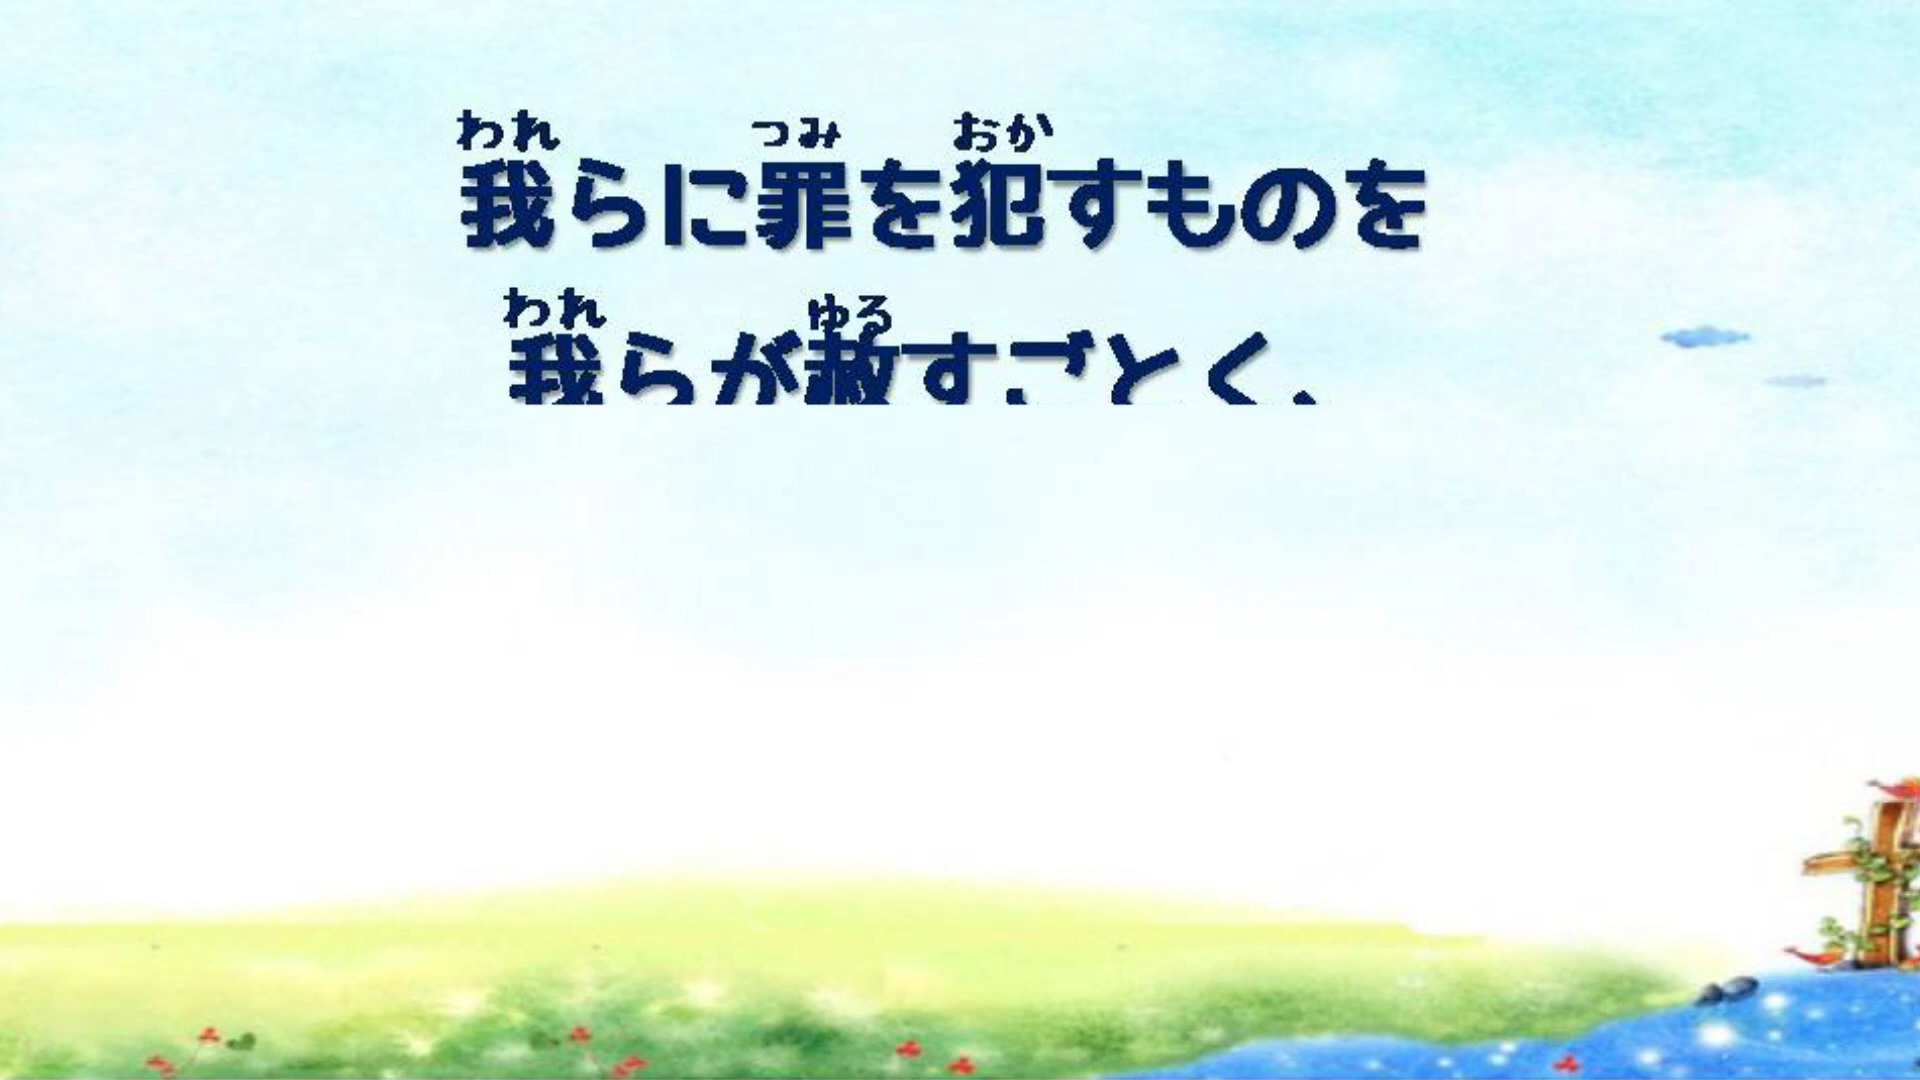 われ つみ おか
我らに罪を犯すものを
われ ゆる
我らが赦すごとく、